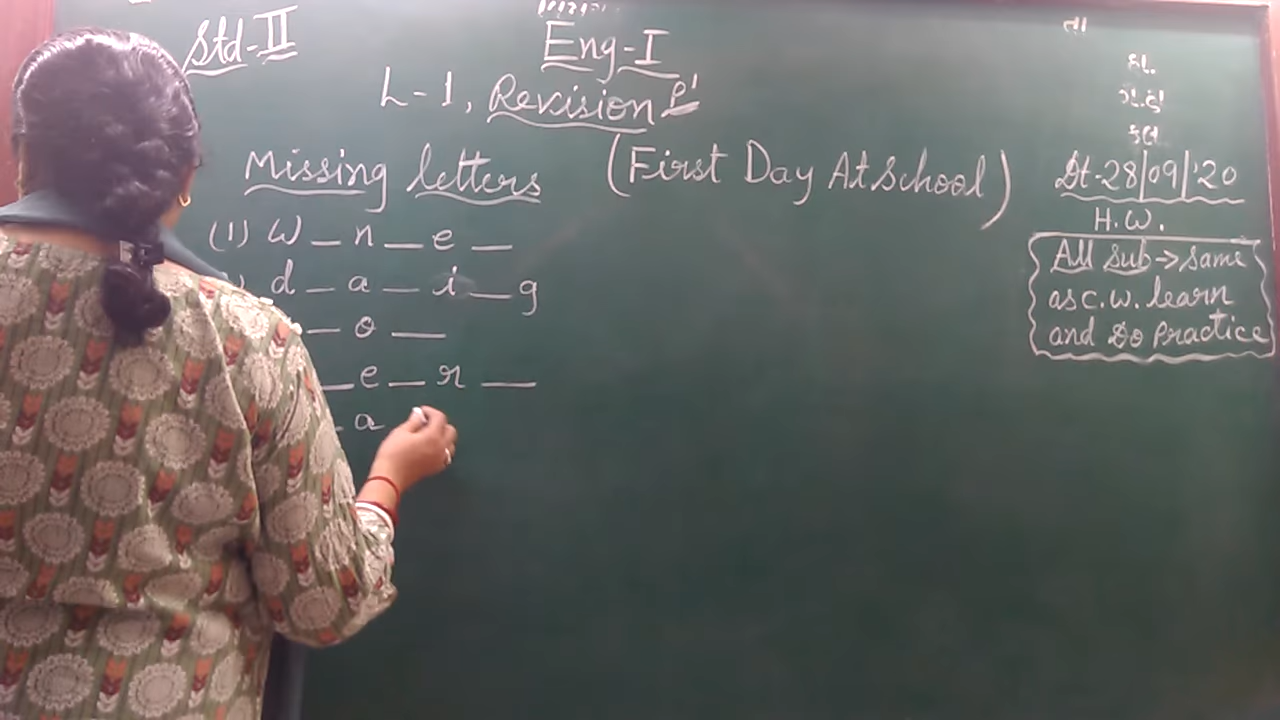 Std-II
Eng-I
L-1, Revision P'
Missing letters (First Day At School)
(1) W _ n _ e _
d _ a _ i _ g
_ o _
_ e _ r _
_ a
તા
Dt-28/09/'20
H.W.
All Sub→same
as c.w. learn
and Do Practice